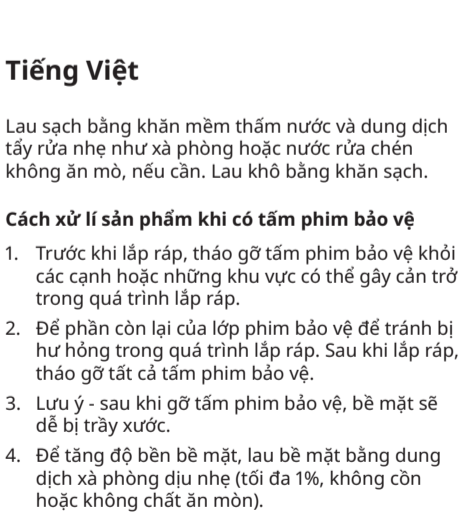 Tiếng Việt
Lau sạch bằng khăn mềm thấm nước và dung dịch
tẩy rửa nhẹ như xà phòng hoặc nước rửa chén
không ăn mò, nếu cần. Lau khô bằng khăn sạch.
Cách xử lí sản phẩm khi có tấm phim bảo vệ
1. Trước khi lắp ráp, tháo gỡ tấm phim bảo vệ khỏi
các cạnh hoặc những khu vực có thể gây cản trở
trong quá trình lắp ráp.
2. Để phần còn lại của lớp phim bảo vệ để tránh bị
hư hỏng trong quá trình lắp ráp. Sau khi lắp ráp,
tháo gỡ tất cả tấm phim bảo vệ.
3. Lưu ý - sau khi gỡ tấm phim bảo vệ, bề mặt sẽ
dễ bị trầy xước.
4. Để tăng độ bền bề mặt, lau bề mặt bằng dung
dịch xà phòng dịu nhẹ (tối đa 1%, không cồn
hoặc không chất ăn mòn).